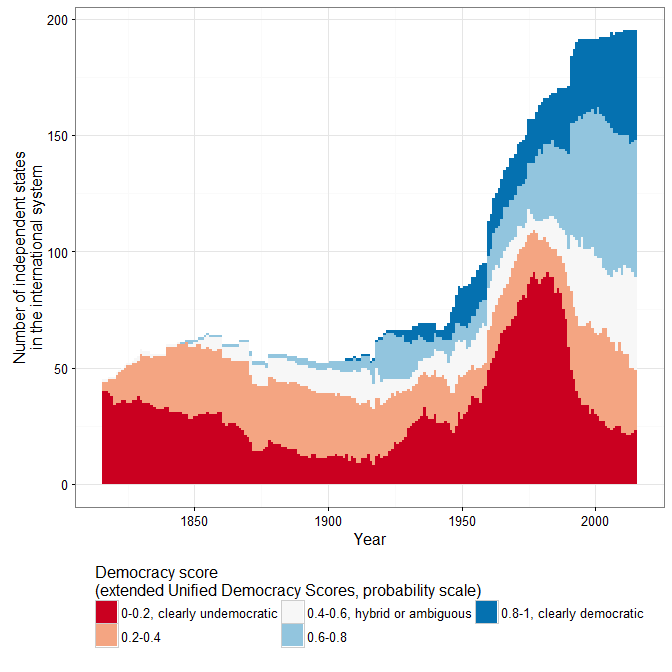 200
150
100
50
0
Number of independent states
in the international system
1850 1900 1950 2000
Year
Democracy score
(extended Unified Democracy Scores, probability scale)
0-0.2, clearly undemocratic 0.4-0.6, hybrid or ambiguous 0.8-1, clearly democratic
0.2-0.4 0.6-0.8